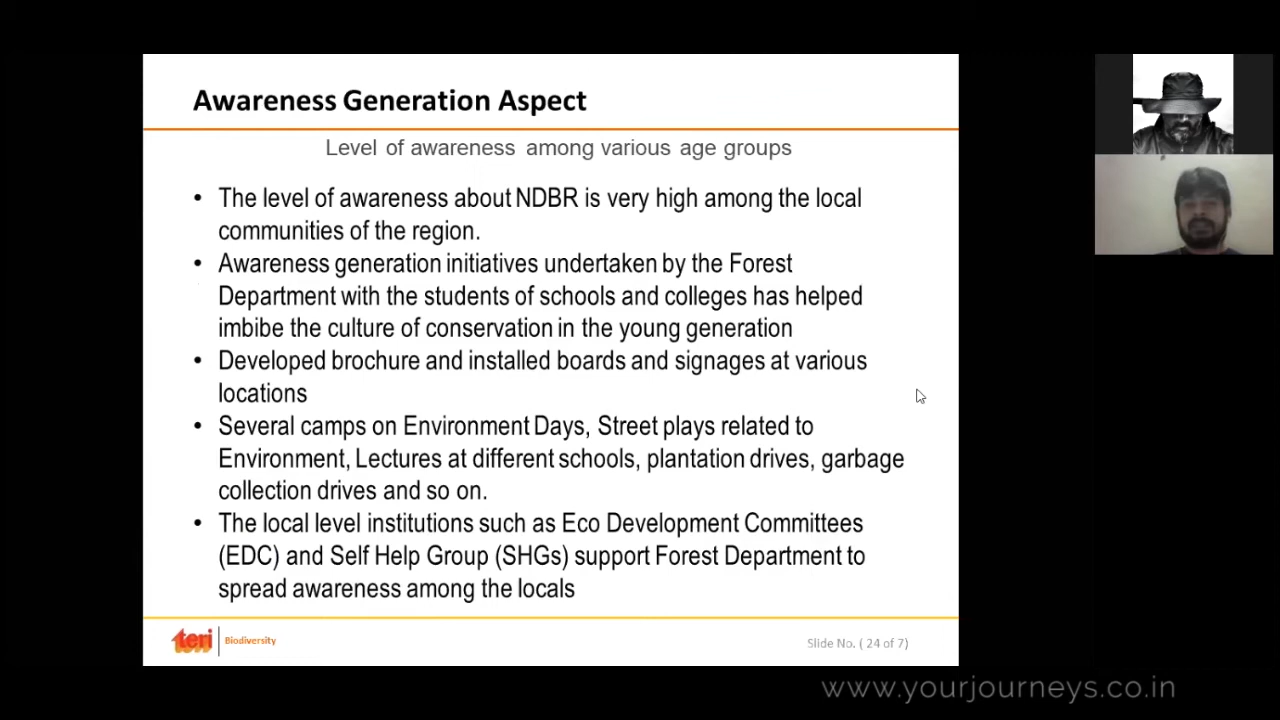 Awareness Generation Aspect
Level of awareness among various age groups
• The level of awareness about NDBR is very high among the local
communities of the region.
• Awareness generation initiatives undertaken by the Forest
Department with the students of schools and colleges has helped
imbibe the culture of conservation in the young generation
• Developed brochure and installed boards and signages at various
locations
• Several camps on Environment Days, Street plays related to
Environment, Lectures at different schools, plantation drives, garbage
collection drives and so on.
• The local level institutions such as Eco Development Committees
(EDC) and Self Help Group (SHGs) support Forest Department to
spread awareness among the locals
teri Biodiversity
Slide No. ( 24 of 7)
www.yourjourneys.co.in